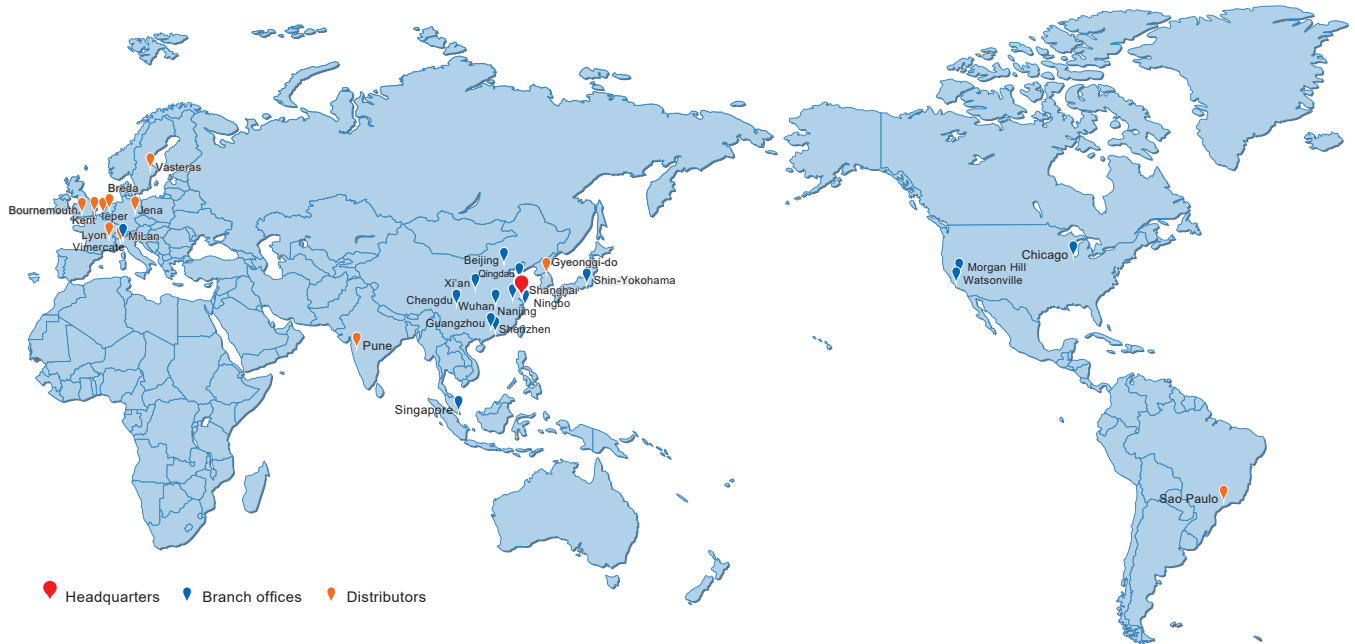 Vasteras
Breda
Bournemouth
Jena
Kent
Ieper
Lyon
MiLan
Vimercate
Beijing
Gyeonggi-do
Qingdao
Xi'an
Shin-Yokohama
Shanghai
Chengdu
Wuhan
Ningbo
Nanjing
Guangzhou
Shenzhen
Pune
Singapore
Chicago
Morgan Hill
Watsonville
Sao Paulo
Headquarters
Branch offices
Distributors